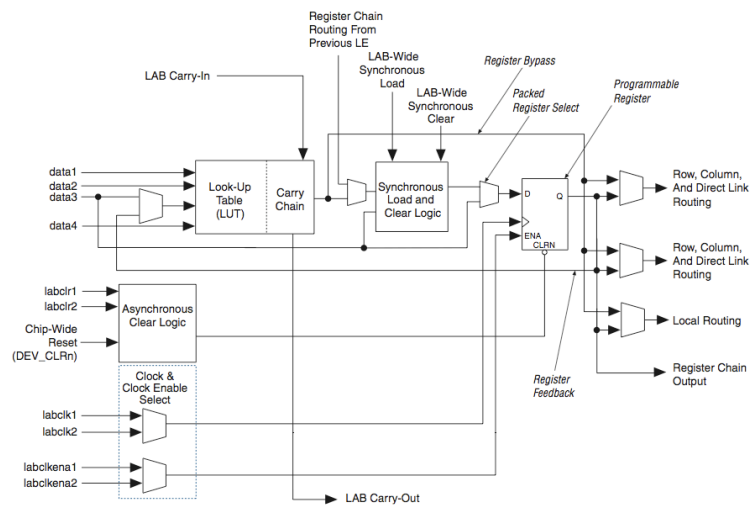 Register Chain
Routing From
Previous LE
LAB-Wide
Synchronous
Load
Register Bypass
LAB Carry-In
LAB-Wide
Synchronous
Clear
Packed
Register Select
Programmable
Register
data1
data2
data3
data4
Look-Up
Table
(LUT)
Carry
Chain
Synchronous
Load and
Clear Logic
D
Q
ENA
CLRN
Row, Column,
And Direct Link
Routing
Row, Column,
And Direct Link
Routing
labclr1
labclr2
Chip-Wide
Reset
(DEV_CLRn)
Asynchronous
Clear Logic
Local Routing
Register Chain
Output
Register
Feedback
Clock &
Clock Enable
Select
labclk1
labclk2
labclkena1
labclkena2
LAB Carry-Out